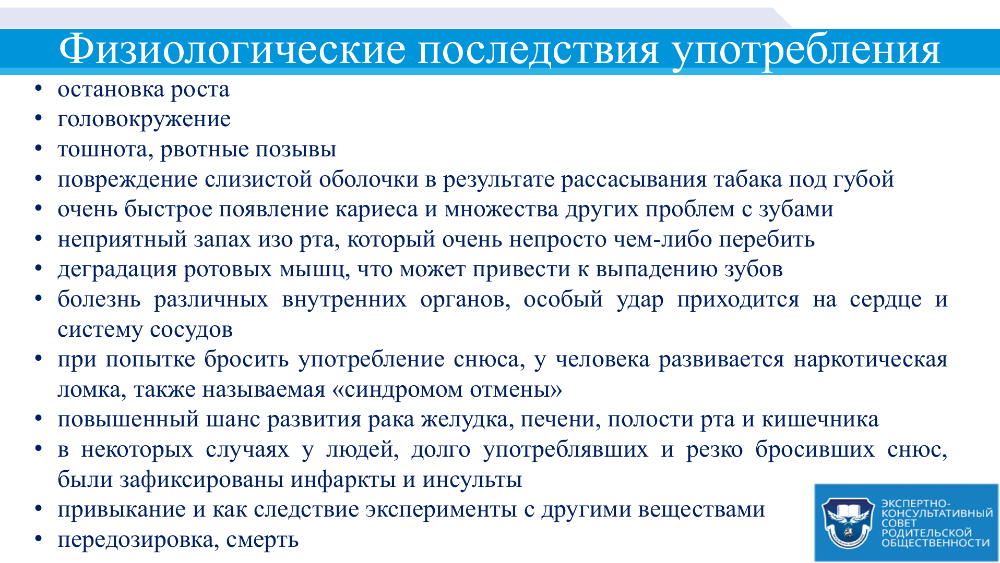 Физиологические последствия употребления
• остановка роста
• головокружение
• тошнота, рвотные позывы
• повреждение слизистой оболочки в результате рассасывания табака под губой
• очень быстрое появление кариеса и множества других проблем с зубами
• неприятный запах изо рта, который очень непросто чем-либо перебить
• деградация ротовых мышц, что может привести к выпадению зубов
• болезнь различных внутренних органов, особый удар приходится на сердце и
систему сосудов
• при попытке бросить употребление снюса, у человека развивается наркотическая
ломка, также называемая «синдромом отмены»
• повышенный шанс развития рака желудка, печени, полости рта и кишечника
• в некоторых случаях у людей, долго употреблявших и резко бросивших снюс,
были зафиксированы инфаркты и инсульты
• привыкание и как следствие эксперименты с другими веществами
• передозировка, смерть
ЭКСПЕРТНО-
КОНСУЛЬТАТИВНЫЙ
СОВЕТ
РОДИТЕЛЬСКОЙ
ОБЩЕСТВЕННОСТИ